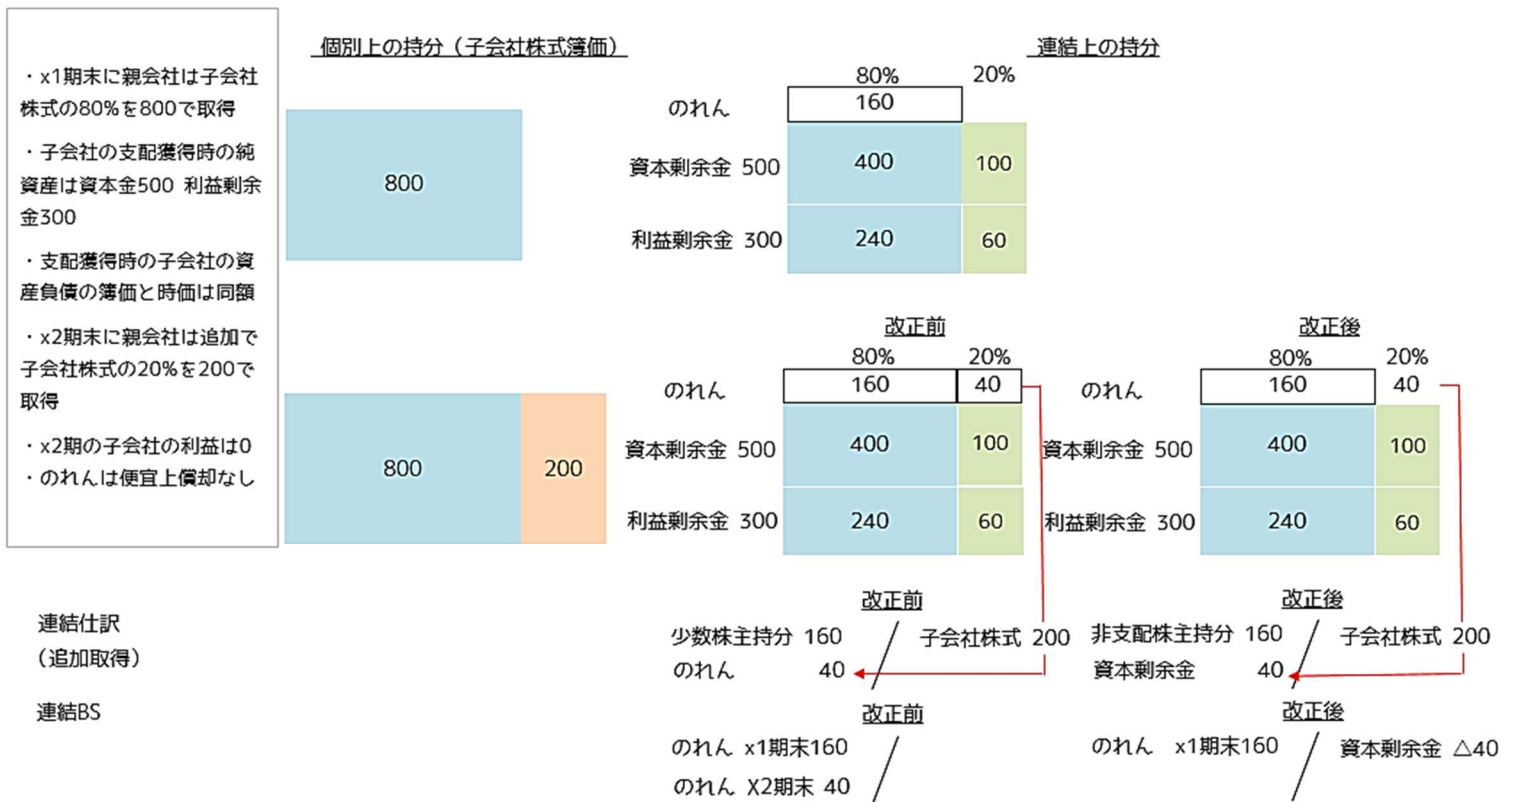 ・x1期末に親会社は子会社
株式の80%を800で取得
・子会社の支配獲得時の純
資産は資本金500 利益剰余
金300
・支配獲得時の子会社の資
産負債の簿価と時価は同額
・x2期末に親会社は追加で
子会社株式の20%を200で
取得
・x2期の子会社の利益は0
・のれんは便宜上償却なし
個別上の持分（子会社株式簿価）
800
連結上の持分
80% 20%
のれん 160
資本剰余金 500 400 100
利益剰余金 300 240 60
800 200
改正前
80% 20%
のれん 160 40
資本剰余金 500 400 100
利益剰余金 300 240 60
改正後
80% 20%
のれん 160 40
資本剰余金 500 400 100
利益剰余金 300 240 60
連結仕訳
（追加取得）
改正前
少数株主持分 160 子会社株式 200
のれん 40
改正後
非支配株主持分 160 子会社株式 200
資本剰余金 40
連結BS
改正前
のれん x1期末160
のれん X2期末 40
改正後
のれん x1期末160 資本剰余金 △40